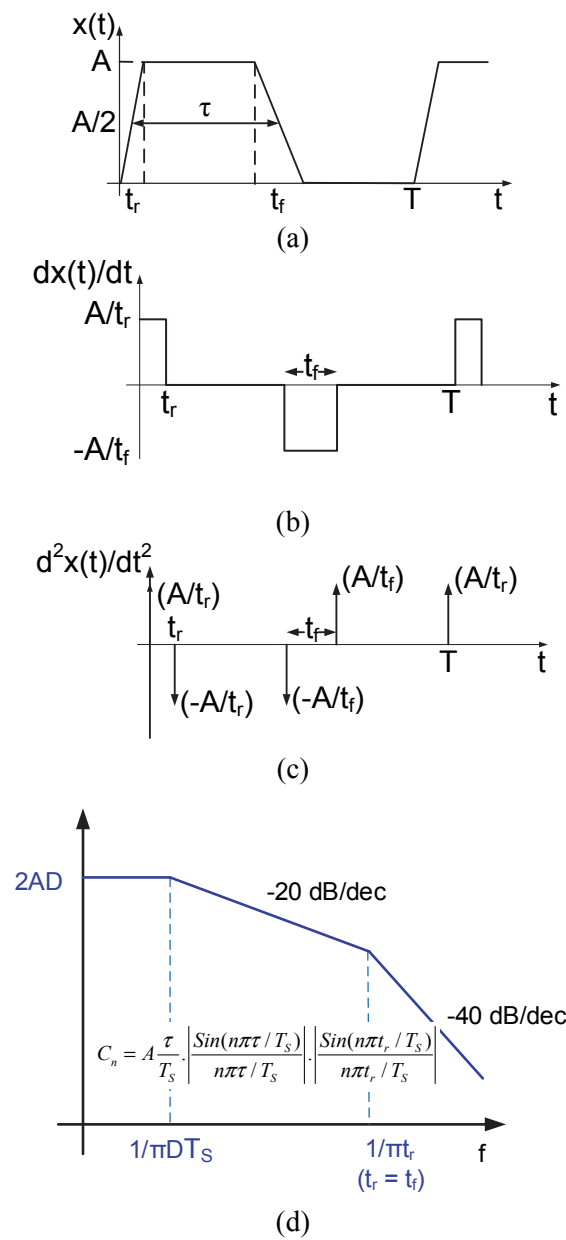 x(t)
A
A/2
τ
t_r
t_f
T
t
(a)
dx(t)/dt
A/t_r
t_f
t_r
T
t
-A/t_f
(b)
d²x(t)/dt²
(A/t_r)
(A/t_f)
(A/t_r)
t_r
t_f
T
t
(-A/t_r)
(-A/t_f)
(c)
2AD
-20 dB/dec
-40 dB/dec
C_n = A τ/T_S . |Sin(nπτ / T_S) / nπτ / T_S| . |Sin(nπt_r / T_S) / nπt_r / T_S|
1/πDT_S
1/πt_r
f
(t_r = t_f)
(d)